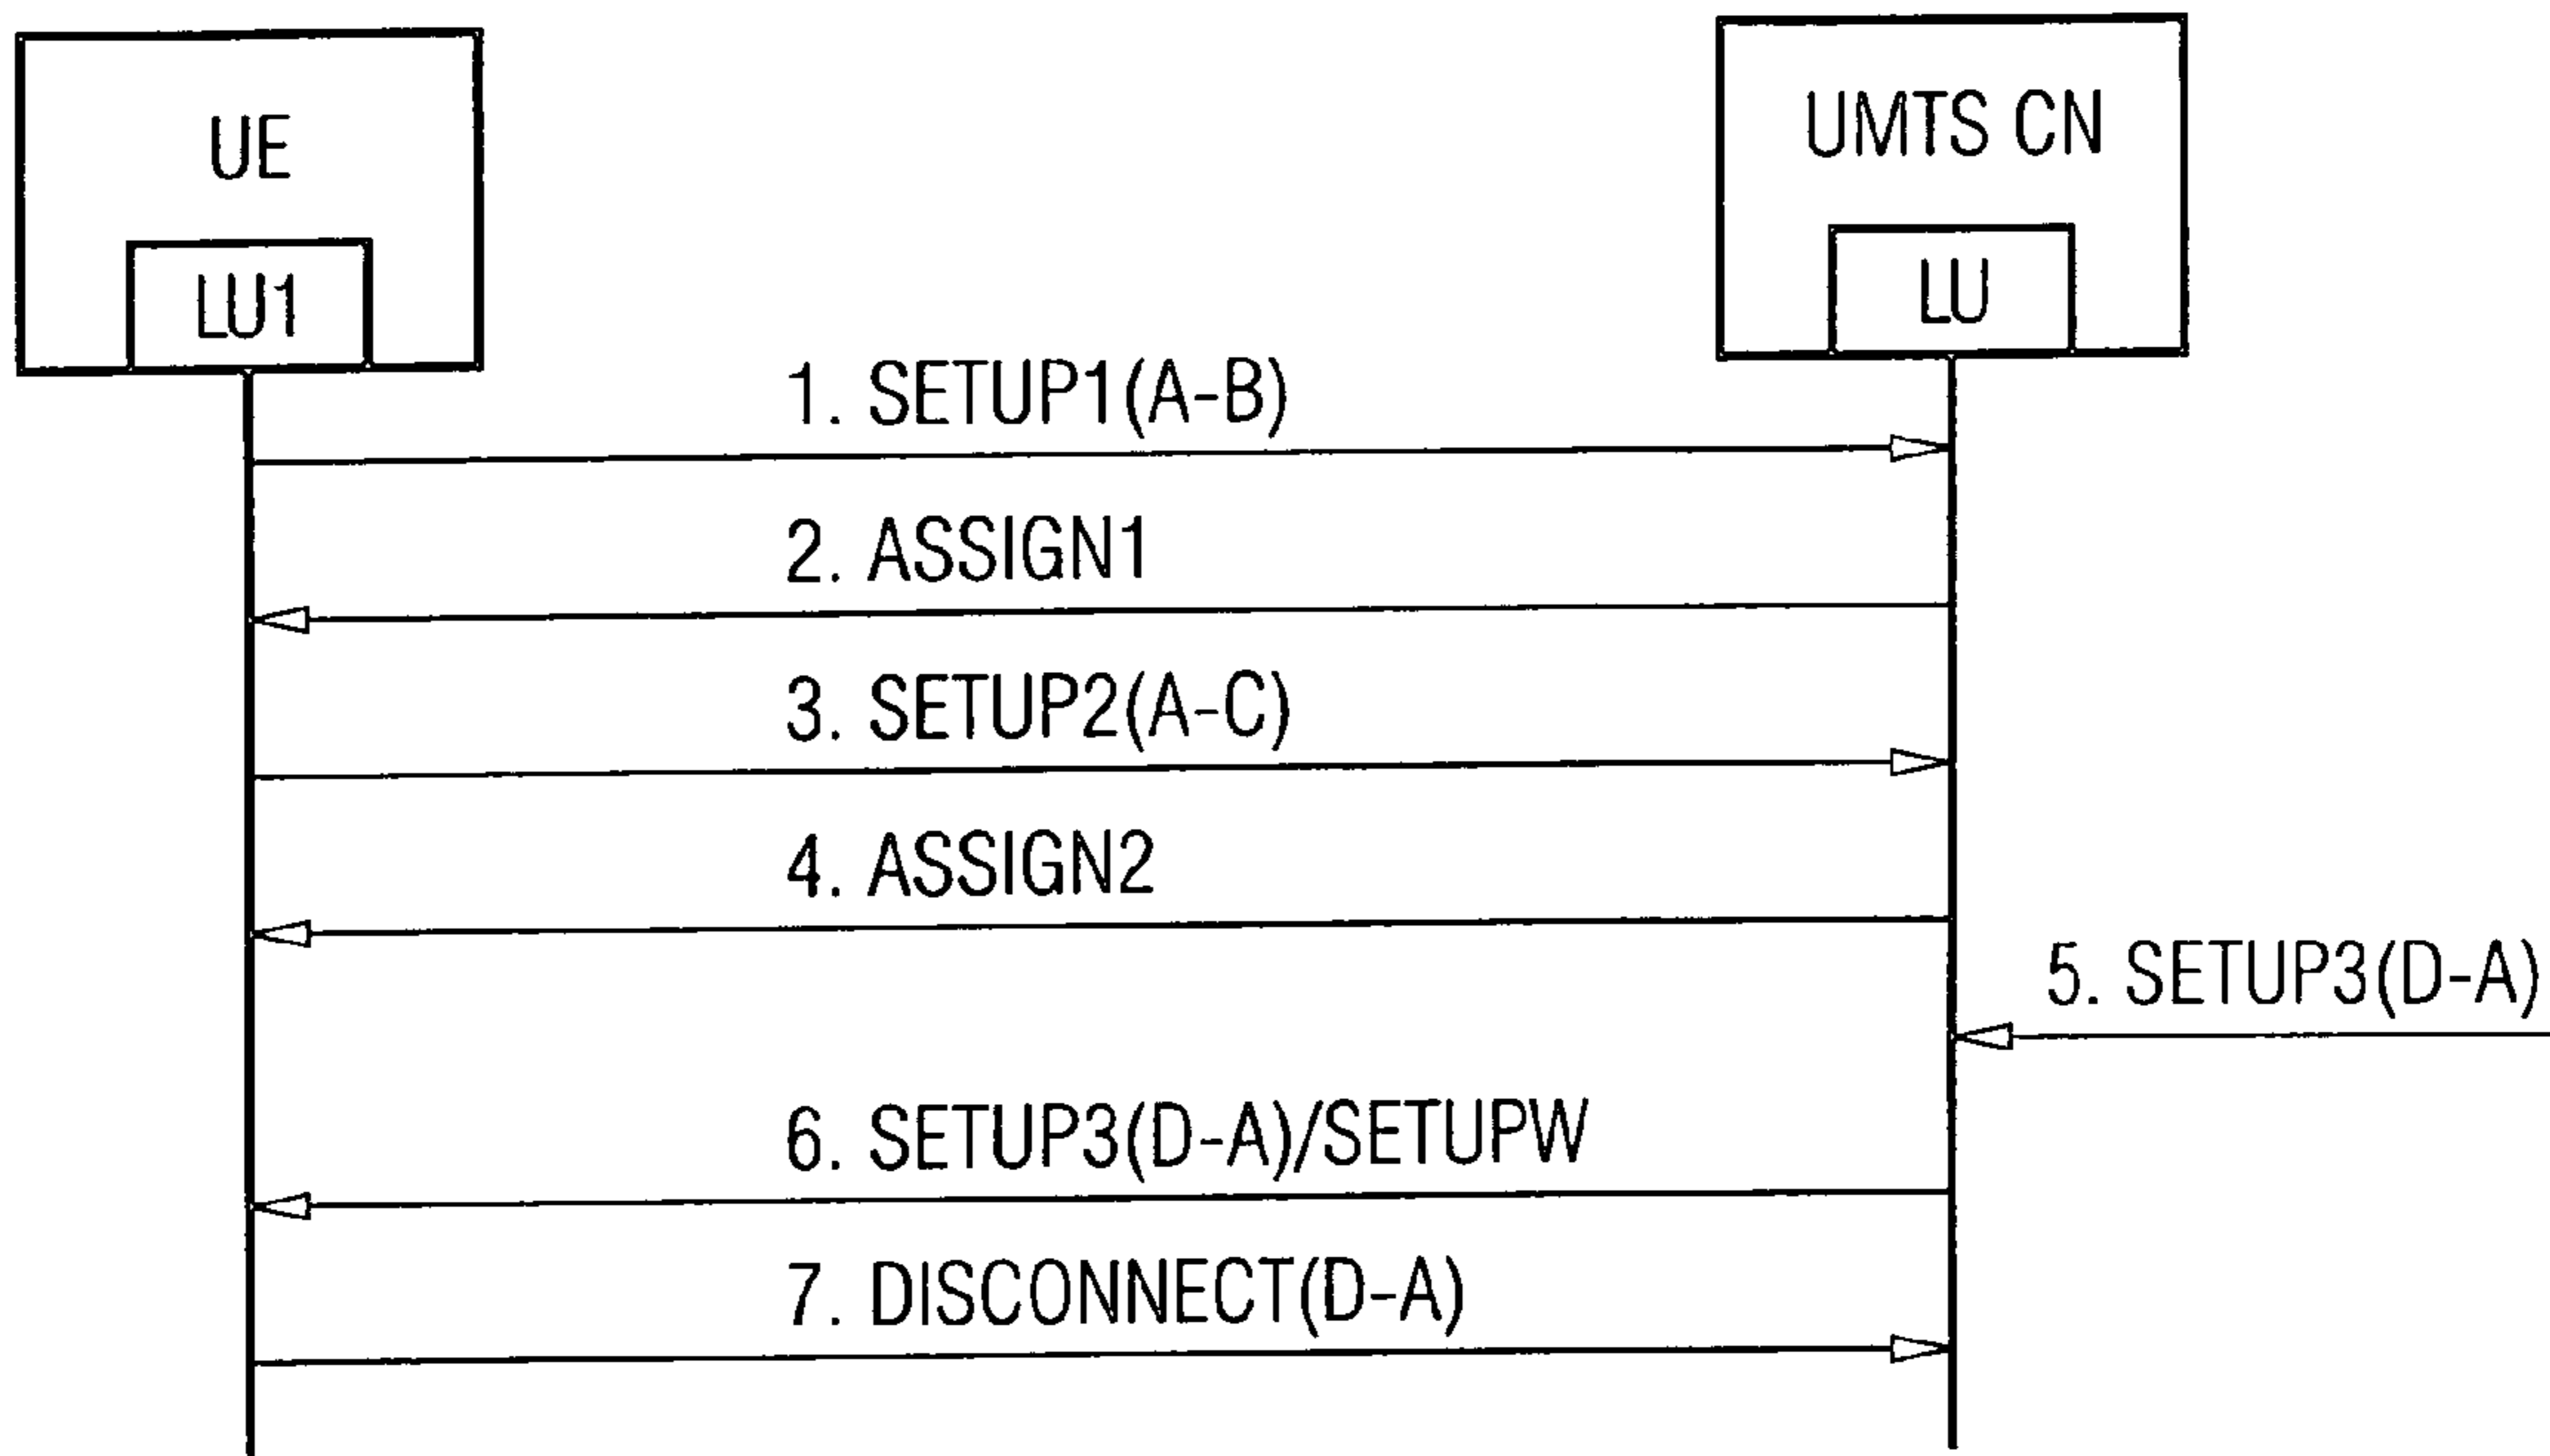 UE
UMTS CN
LU1
LU
1. SETUP1(A-B)
2. ASSIGN1
3. SETUP2(A-C)
4. ASSIGN2
5. SETUP3(D-A)
6. SETUP3(D-A)/SETUPW
7. DISCONNECT(D-A)